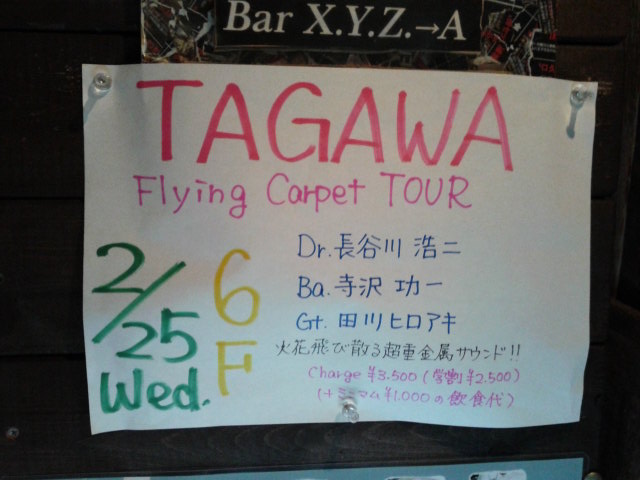 Bar X.Y.Z.→A
TAGAWA
Flying Carpet TOUR
2/25
Wed.
6F
Dr.長谷川 浩二
Ba.寺沢 功一
Gt.田川ヒロアキ
火花飛び散る超重金属サウンド!!
Charge ¥3.500(学割¥2.500)
(+ミニマム¥1.000の飲食代)